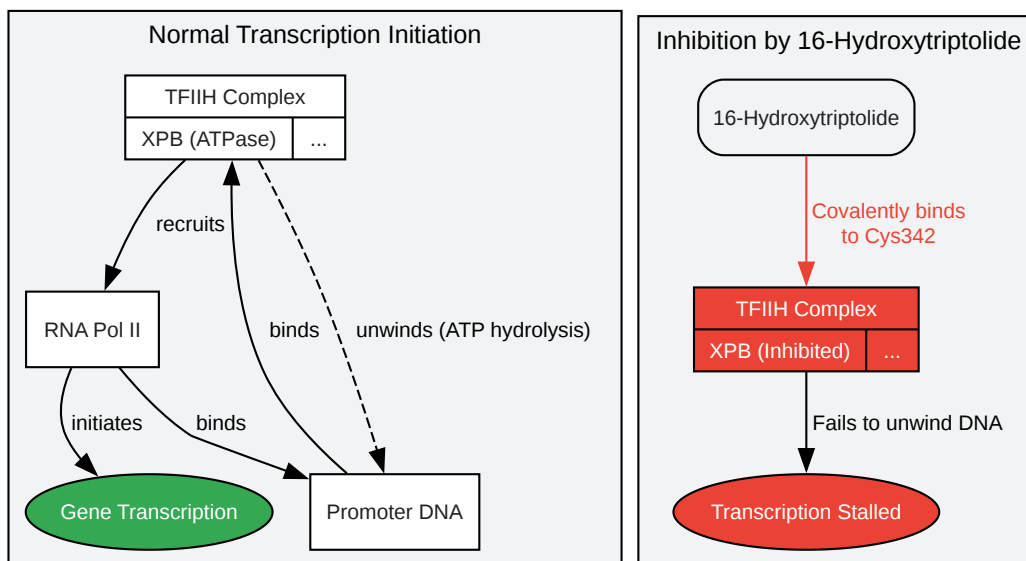 Normal Transcription Initiation
TFIIH Complex
XPB (ATPase)
...
recruits
RNA Pol II
binds
unwinds (ATP hydrolysis)
initiates
binds
Gene Transcription
Promoter DNA
Inhibition by 16-Hydroxytriptolide
16-Hydroxytriptolide
Covalently binds
to Cys342
TFIIH Complex
XPB (Inhibited)
...
Fails to unwind DNA
Transcription Stalled